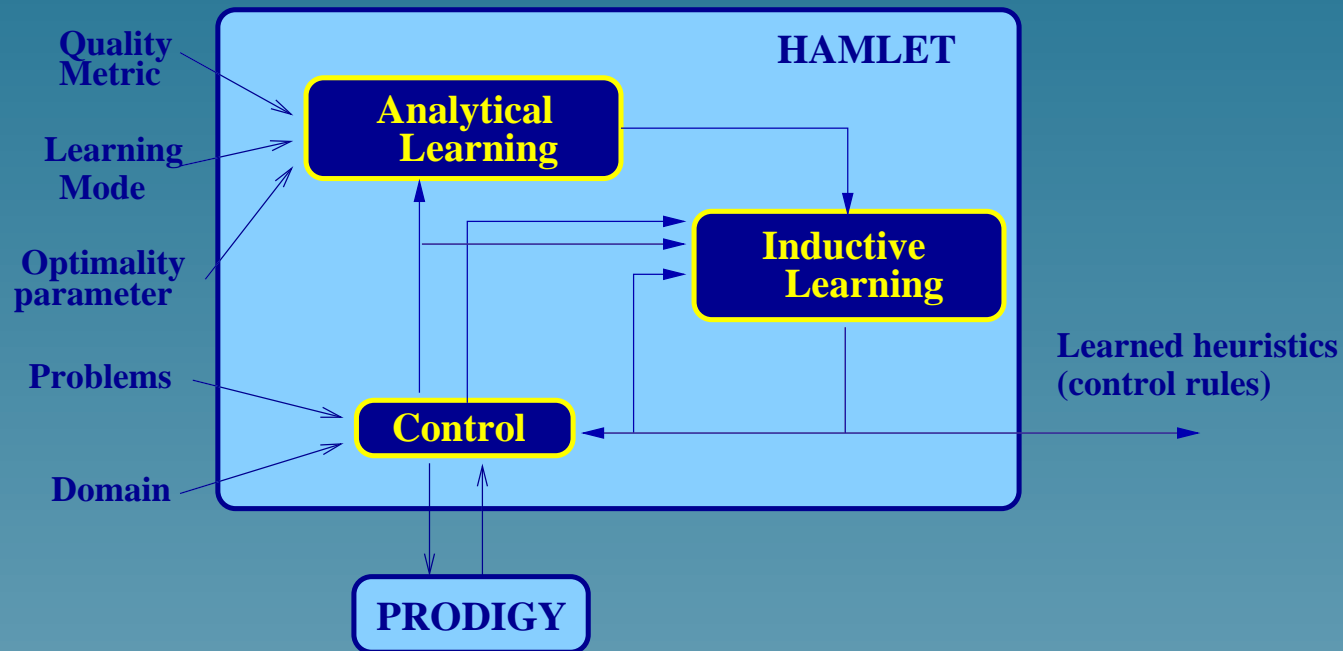 Quality
Metric
HAMLET
Analytical
Learning
Learning
Mode
Inductive
Learning
Optimality
parameter
Learned heuristics
(control rules)
Problems
Control
Domain
PRODIGY